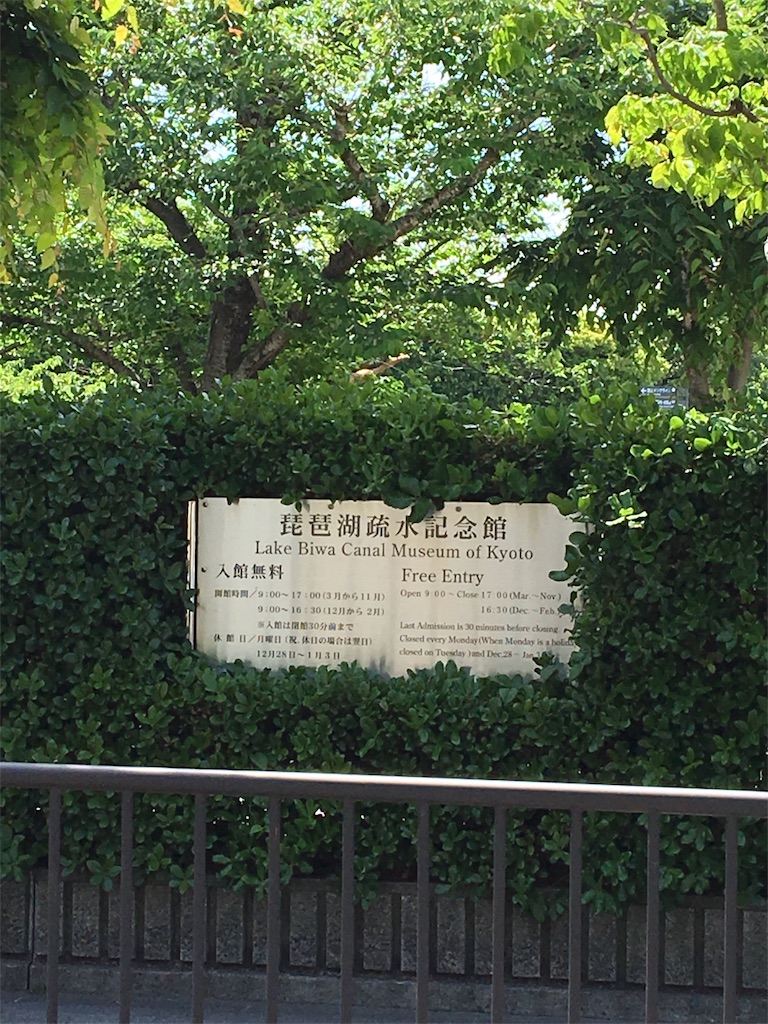 琵琶湖疏水記念館
Lake Biwa Canal Museum of Kyoto
入館無料
開館時間/9:00〜17:00(3月から11月)
9:00〜16:30(12月から2月)
※入館は閉館30分前まで
休館日/月曜日(祝、休日の場合は翌日)
12月28日〜1月3日
Free Entry
Open 9:00〜Close 17:00(Mar.〜Nov.)
16:30(Dec.〜Feb.
Last Admission is 30 minutes before closing.
Closed every Monday(When Monday is a holida
closed on Tuesday)and Dec.28〜Jan.